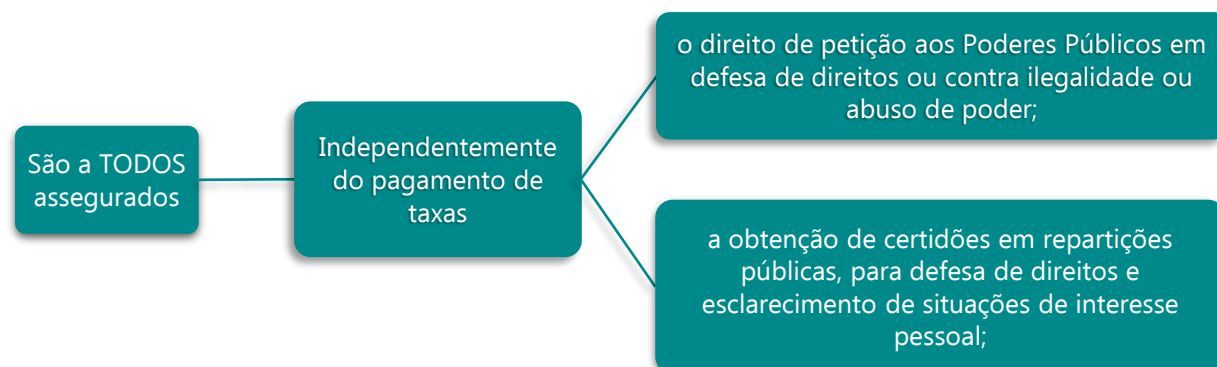 São a TODOS
assegurados
Independentemente
do pagamento de
taxas
o direito de petição aos Poderes Públicos em
defesa de direitos ou contra ilegalidade ou
abuso de poder;
a obtenção de certidões em repartições
públicas, para defesa de direitos e
esclarecimento de situações de interesse
pessoal;